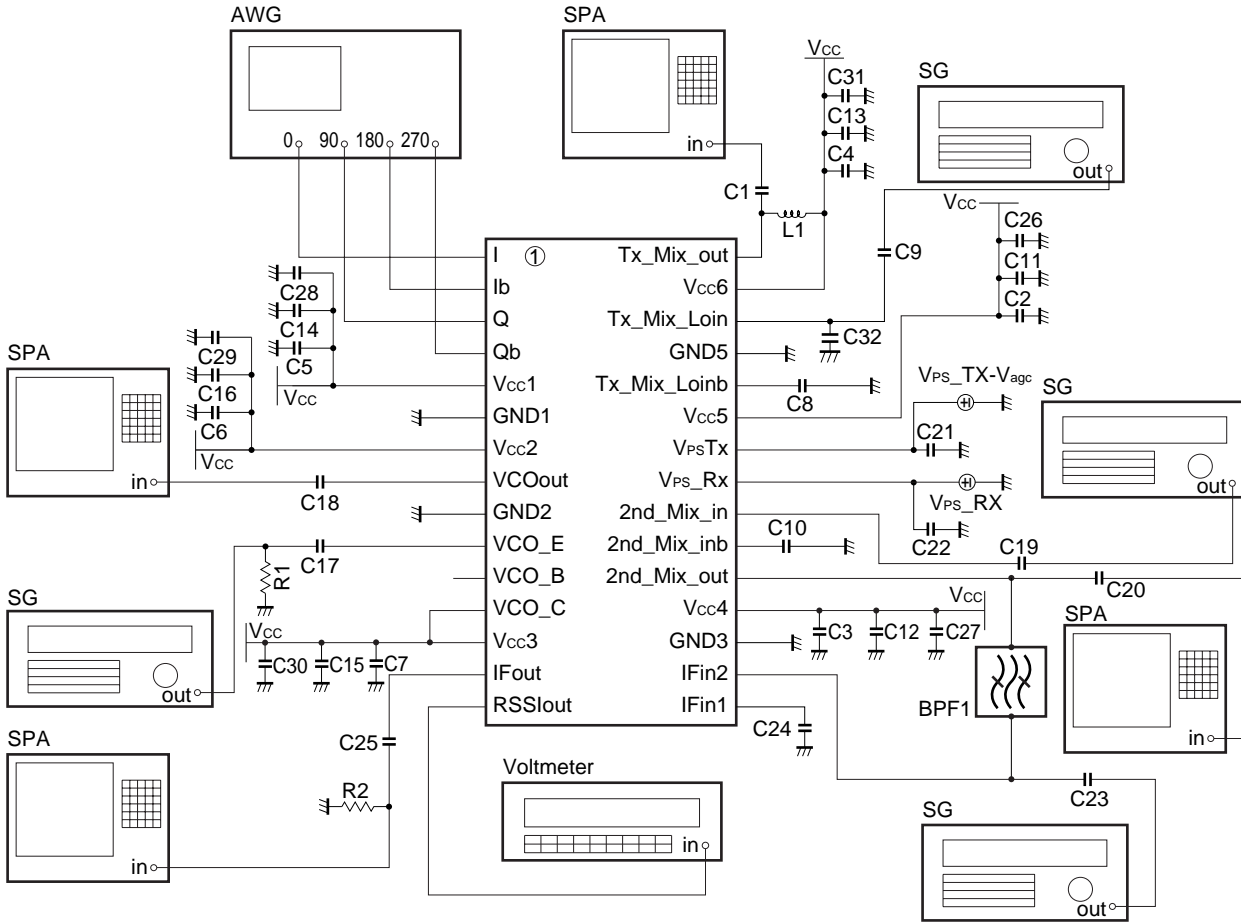 AWG
0 90 180 270
SPA
in
Vcc
C31
C13
C4
C1
L1
SG
out
Vcc
C26
C11
C2
C9
C32
C8
VPS_TX-Vagc
C21
VPS_RX
C22
SG
out
C19
C10
C20
Vcc
C3
C12
C27
SPA
in
BPF1
C24
C23
SG
out
I ① Tx_Mix_out
Ib Vcc6
Q Tx_Mix_Loin
Qb GND5
Vcc1 Tx_Mix_Loinb
GND1 Vcc5
Vcc2 VPSTx
VCOout VPS_Rx
GND2 2nd_Mix_in
VCO_E 2nd_Mix_inb
VCO_B 2nd_Mix_out
VCO_C Vcc4
Vcc3 GND3
IFout IFin2
RSSIout IFin1
C28
C14
C5
Vcc
C29
C16
C6
Vcc
SPA
in
C18
C17
R1
SG
out
Vcc
C30
C15
C7
SPA
in
C25
R2
Voltmeter
in